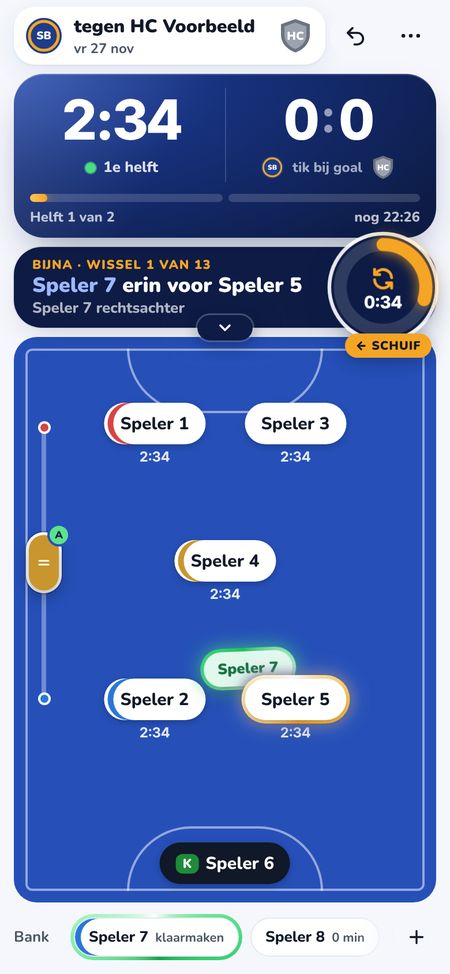 SB
tegen HC Voorbeeld
vr 27 nov
HC
2:34
0:0
1e helft
SB
tik bij goal
HC
Helft 1 van 2
nog 22:26
BIJNA · WISSEL 1 VAN 13
Speler 7 erin voor Speler 5
Speler 7 rechtsachter
0:34
← SCHUIF
Speler 1
Speler 3
2:34
2:34
A
=
Speler 4
2:34
Speler 7
Speler 2
Speler 5
2:34
2:34
K Speler 6
Bank
Speler 7 klaarmaken
Speler 8 0 min
+